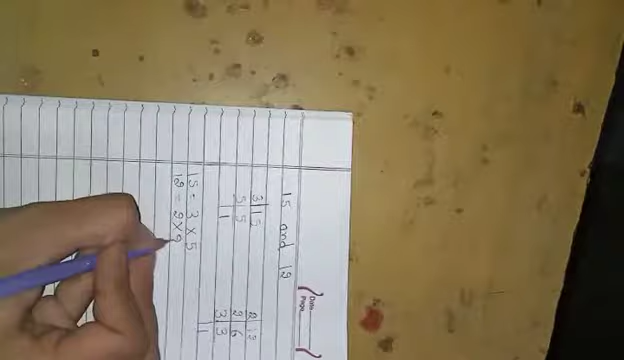 Date
Page
15 and 12
3 15 2 12
5 5 2 6
1 3 3
1
15 = 3 × 5
12 = 2 × 2